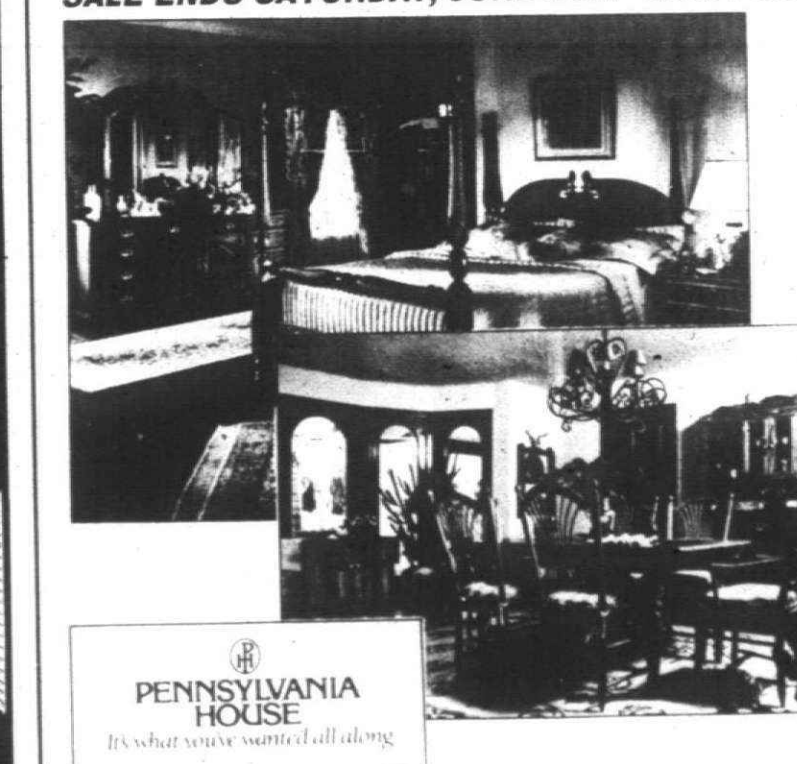 SALE ENDS SATURDAY,
PH
PENNSYLVANIA
HOUSE
It's what you've wanted all along